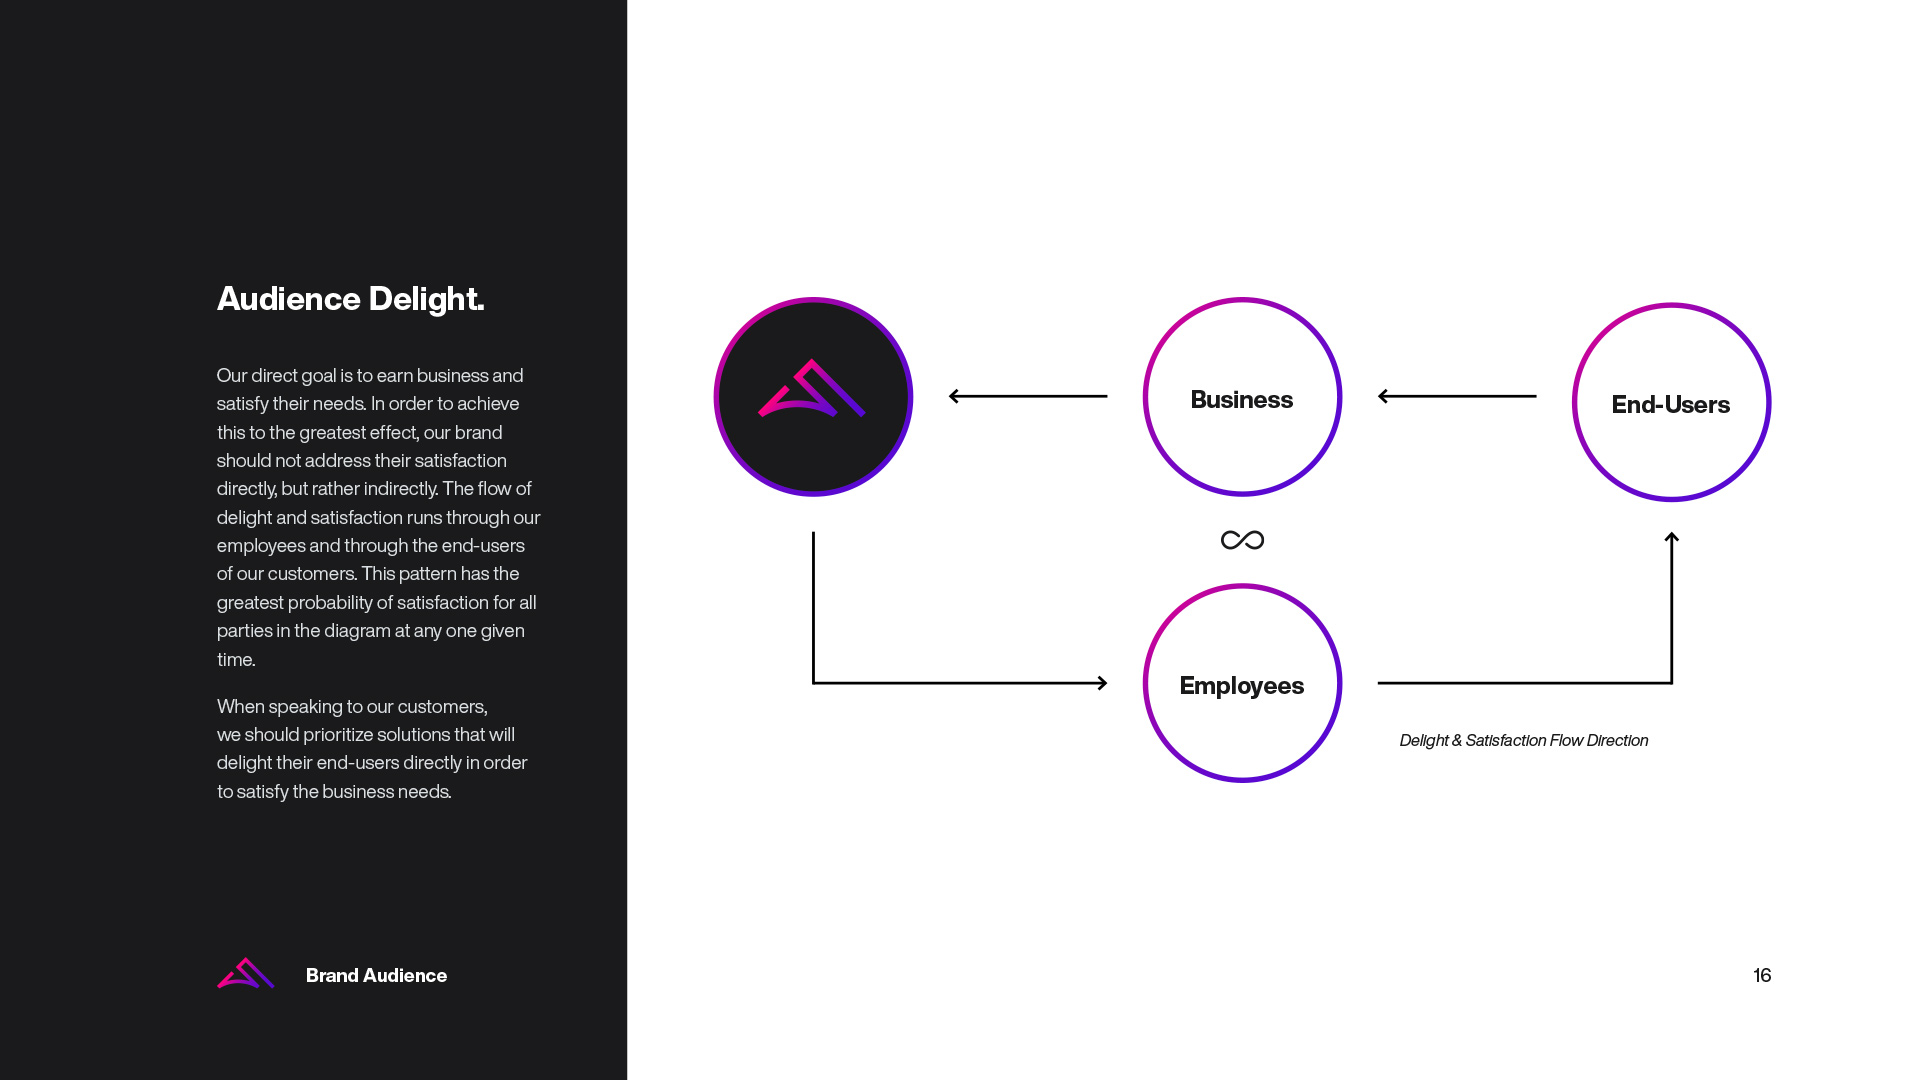 Audience Delight.
Our direct goal is to earn business and
satisfy their needs. In order to achieve
this to the greatest effect, our brand
should not address their satisfaction
directly, but rather indirectly. The flow of
delight and satisfaction runs through our
employees and through the end-users
of our customers. This pattern has the
greatest probability of satisfaction for all
parties in the diagram at any one given
time.
When speaking to our customers,
we should prioritize solutions that will
delight their end-users directly in order
to satisfy the business needs.
Brand Audience
Business
End-Users
Employees
Delight & Satisfaction Flow Direction
16